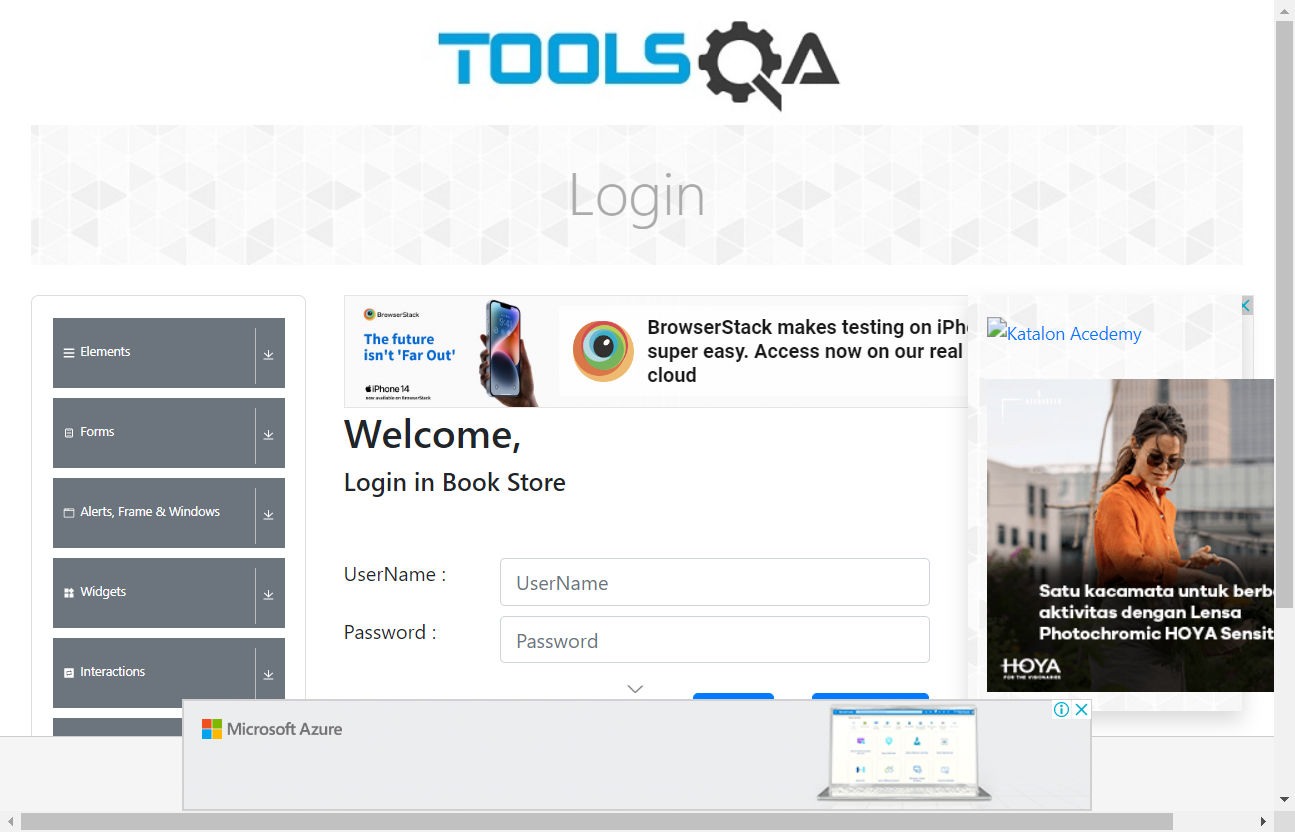 TOOLSQA
Login
Elements
Forms
Alerts, Frame & Windows
Widgets
Interactions
BrowserStack
The future
isn't 'Far Out'
iPhone 14
now available on BrowserStack
BrowserStack makes testing on iPh
super easy. Access now on our real
cloud
Welcome,
Login in Book Store
UserName :
UserName
Password :
Password
Katalon Acedemy
Satu kacamata untuk berb
aktivitas dengan Lensa
Photochromic HOYA Sensit
HOYA
FOR THE VISIONARIES
Microsoft Azure